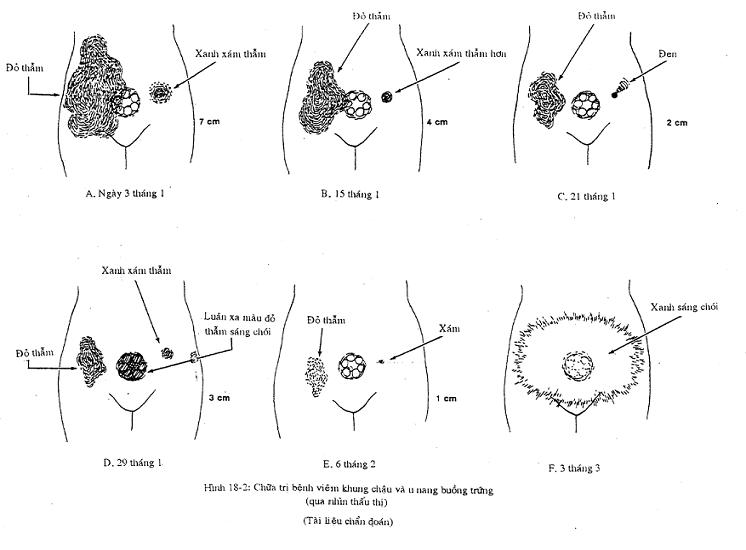 Đỏ thẫm
Xanh xám thẫm
7 cm
A. Ngày 3 tháng 1
Đỏ thẫm
Xanh xám thẫm hơn
4 cm
B. 15 tháng 1
Đỏ thẫm
Đen
2 cm
C. 21 tháng 1
Xanh xám thẫm
Đỏ thẫm
Luân xa màu đỏ
thẫm sáng chói
3 cm
D. 29 tháng 1
Đỏ thẫm
Xám
1 cm
E. 6 tháng 2
Xanh sáng chói
F. 3 tháng 3
Hình 18-2: Chữa trị bệnh viêm khung chậu và u nang buồng trứng
(qua nhìn thấu thị)
(Tài liệu chẩn đoán)